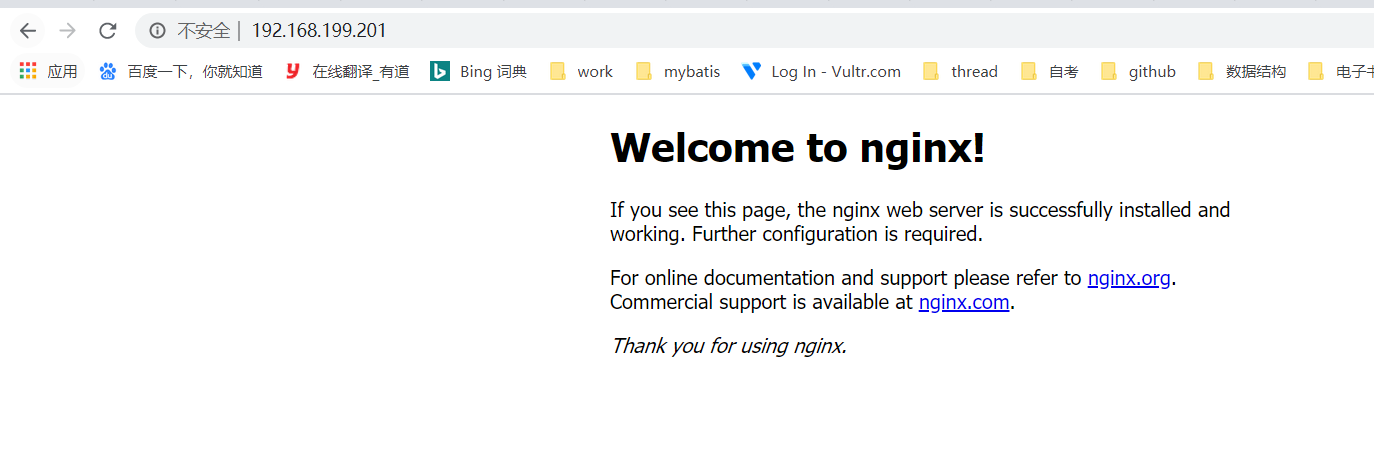 不安全 | 192.168.199.201
应用 百度一下，你就知道 在线翻译_有道 Bing 词典 work mybatis Log In - Vultr.com thread 自考 github 数据结构 电子
Welcome to nginx!
If you see this page, the nginx web server is successfully installed and
working. Further configuration is required.
For online documentation and support please refer to nginx.org.
Commercial support is available at nginx.com.
Thank you for using nginx.